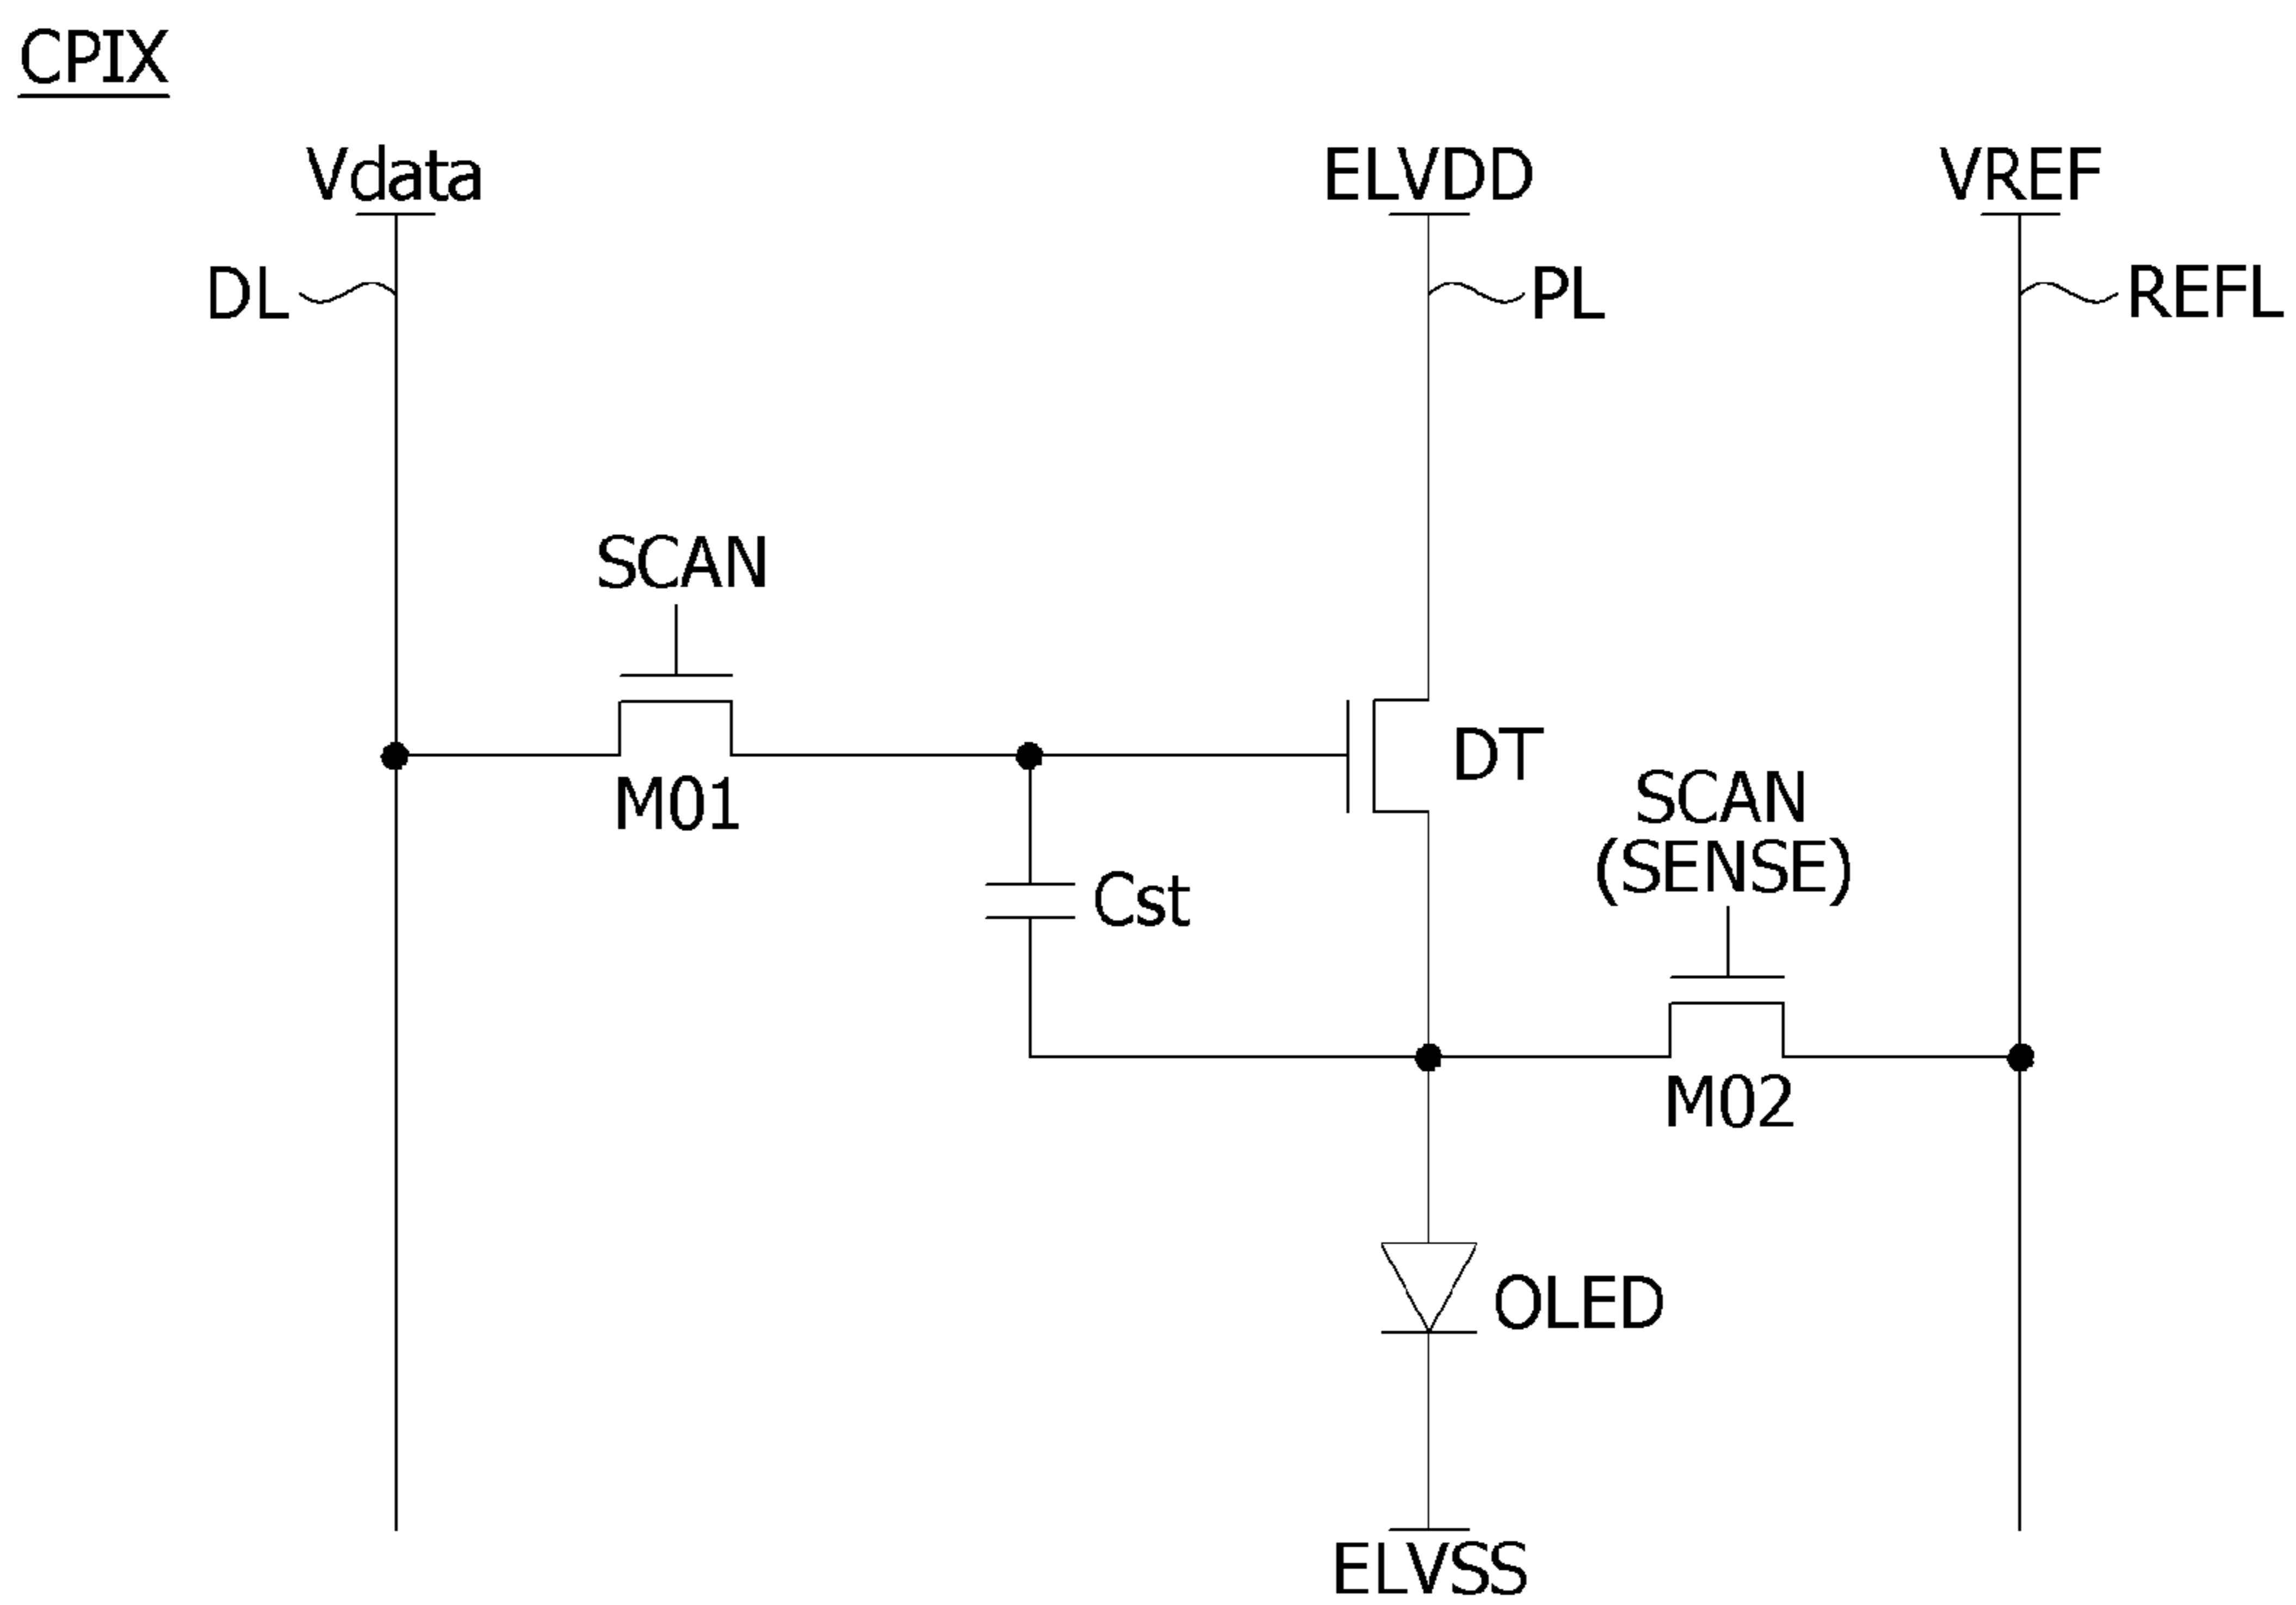 CPIX
Vdata
ELVDD
VREF
DL
PL
REFL
SCAN
M01
DT
SCAN
(SENSE)
Cst
M02
OLED
ELVSS